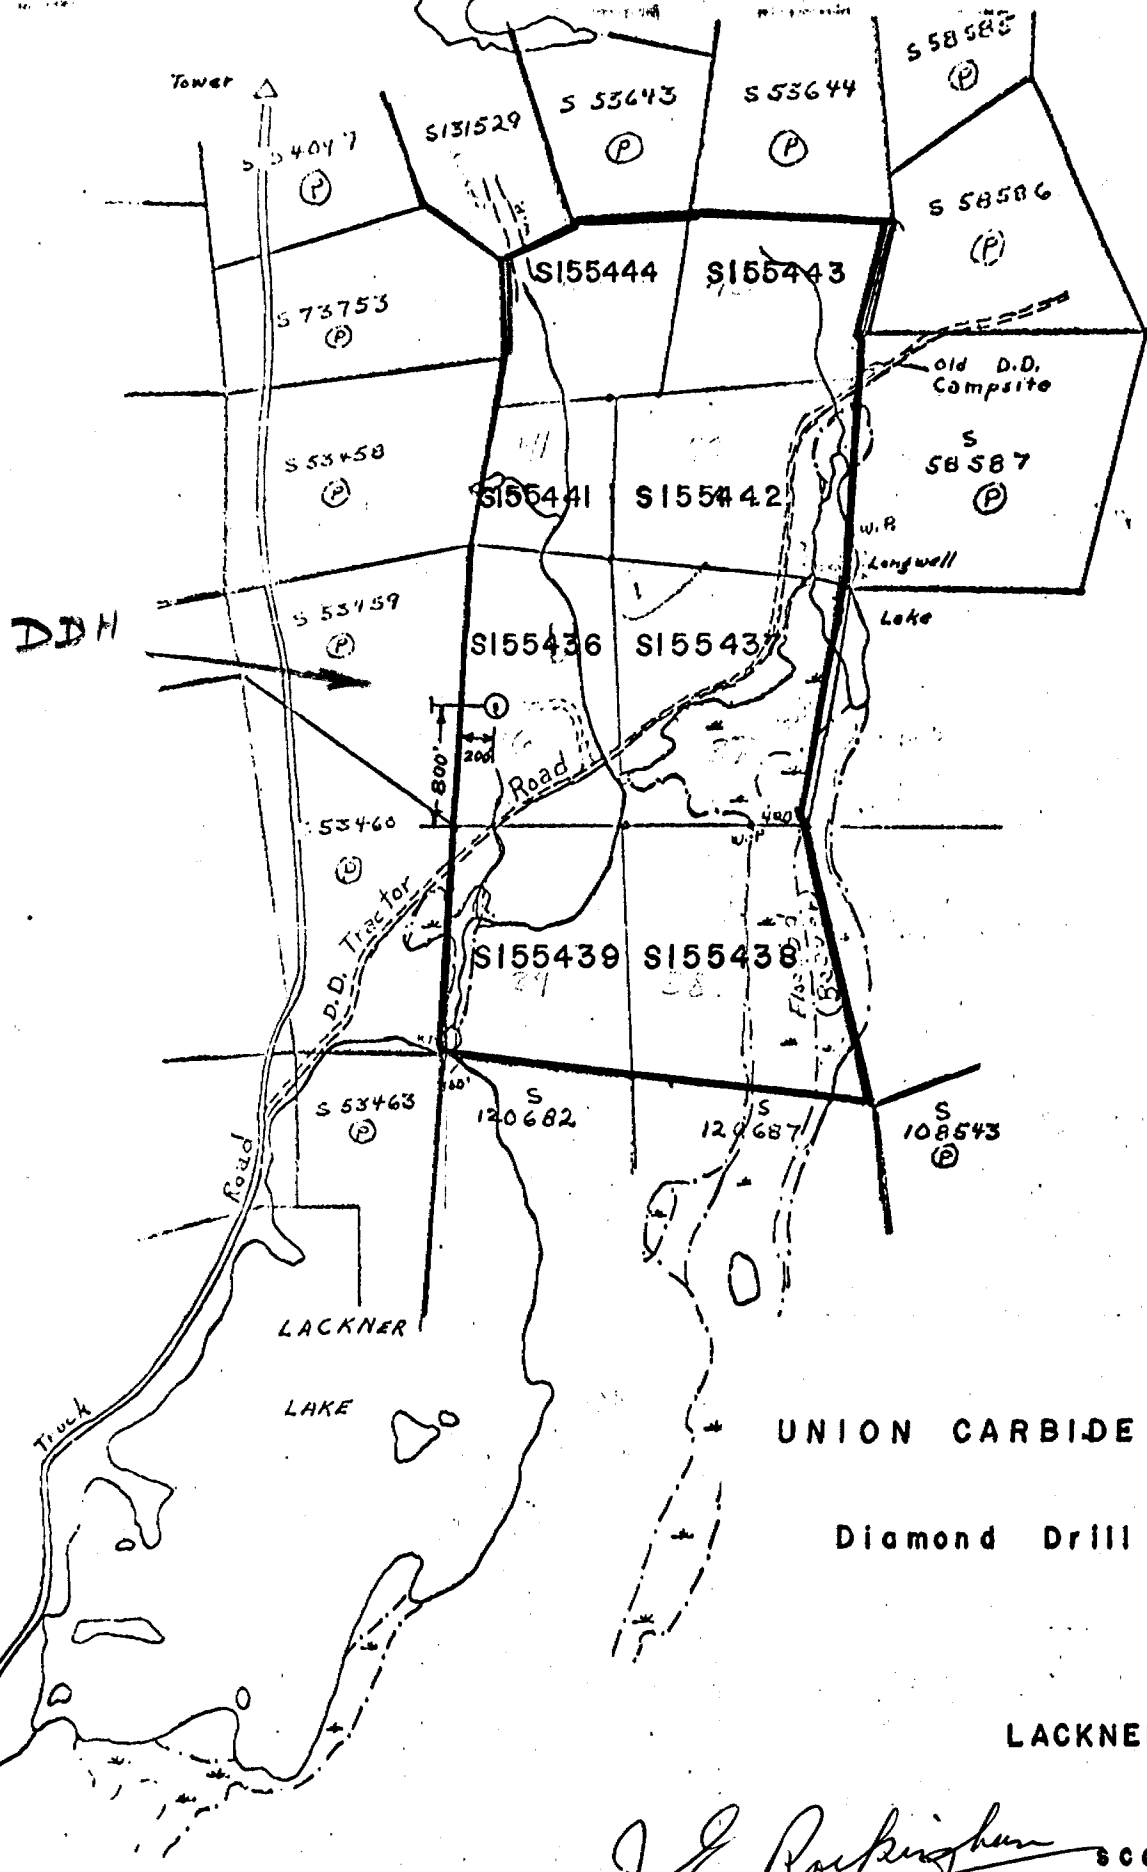 S 58585
(P)
Tower
S 53643
(P)
S 53644
(P)
S131529
(P)
S 58586
(P)
S155444
S155443
S 73753
(P)
Old D.D.
Campsite
S
58587
(P)
S 53458
(P)
S155441
S155442
W.P.
Longwell
Lake
S 53459
(P)
DDH
S155436
S155437
800'
200'
Road
53460
400'
W.P.
D.D. Tractor
S155439
S155438
S 53463
(P)
S
120682
S
120687
S
108543
(P)
Road
LACKNER
LAKE
Truck
UNION CARBIDE
Diamond Drill
LACKNE